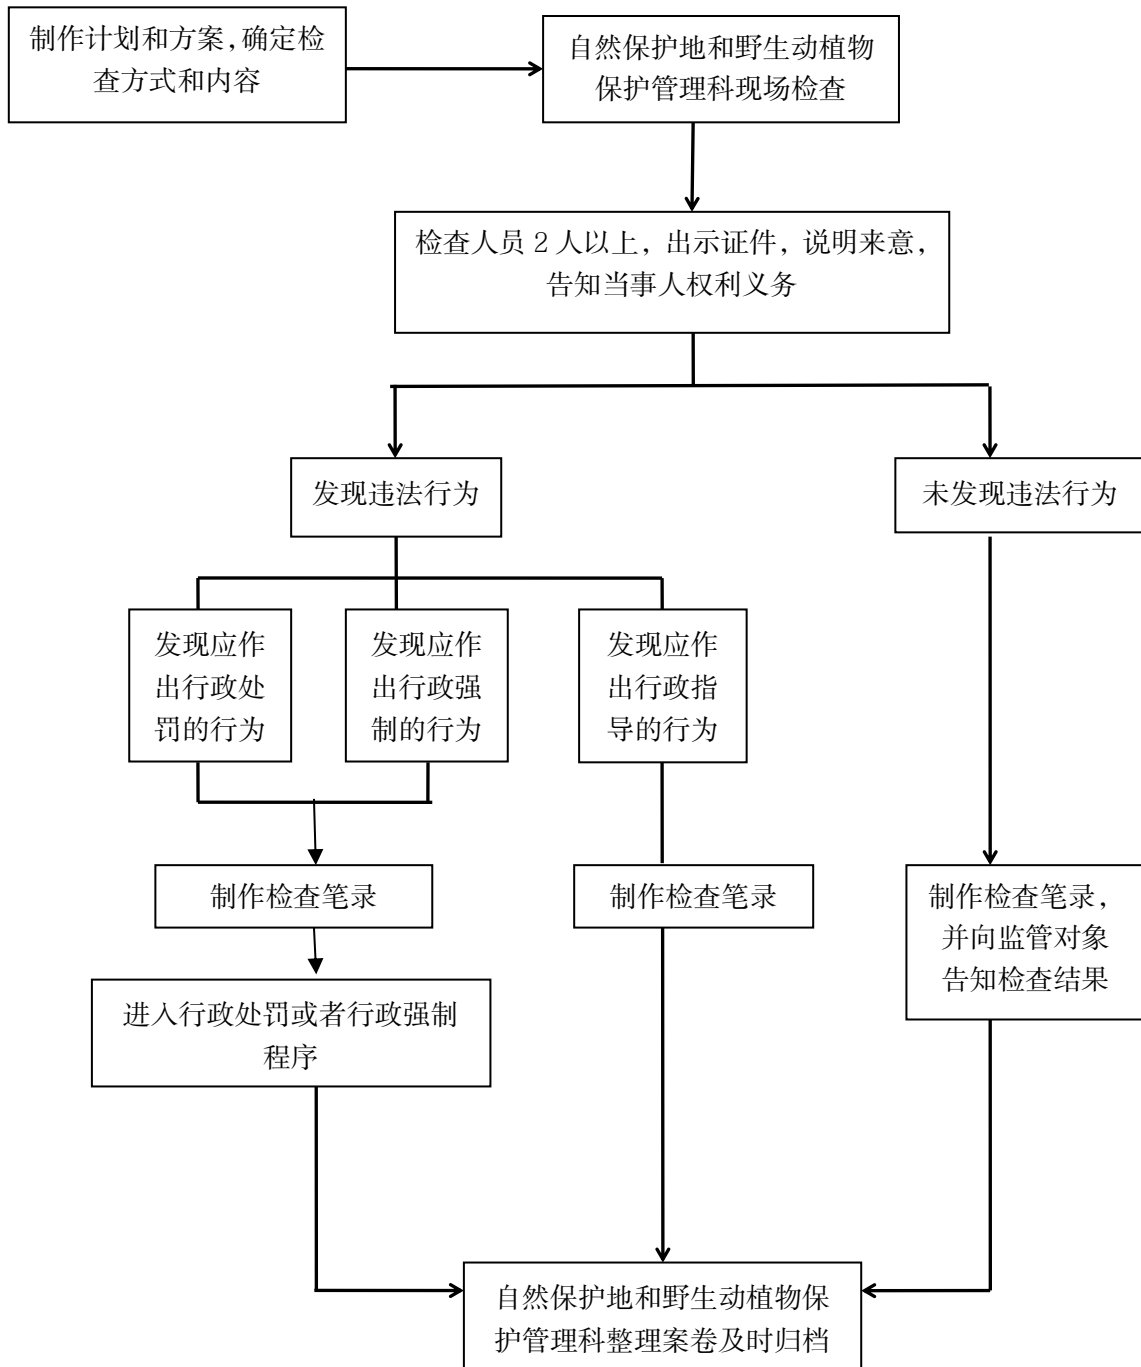 制作计划和方案,确定检
查方式和内容
自然保护地和野生动植物
保护管理科现场检查
检查人员 2 人以上，出示证件，说明来意，
告知当事人权利义务
发现违法行为
未发现违法行为
发现应作
出行政处
罚的行为
发现应作
出行政强
制的行为
发现应作
出行政指
导的行为
制作检查笔录
制作检查笔录
制作检查笔录，
并向监管对象
告知检查结果
进入行政处罚或者行政强制
程序
自然保护地和野生动植物保
护管理科整理案卷及时归档